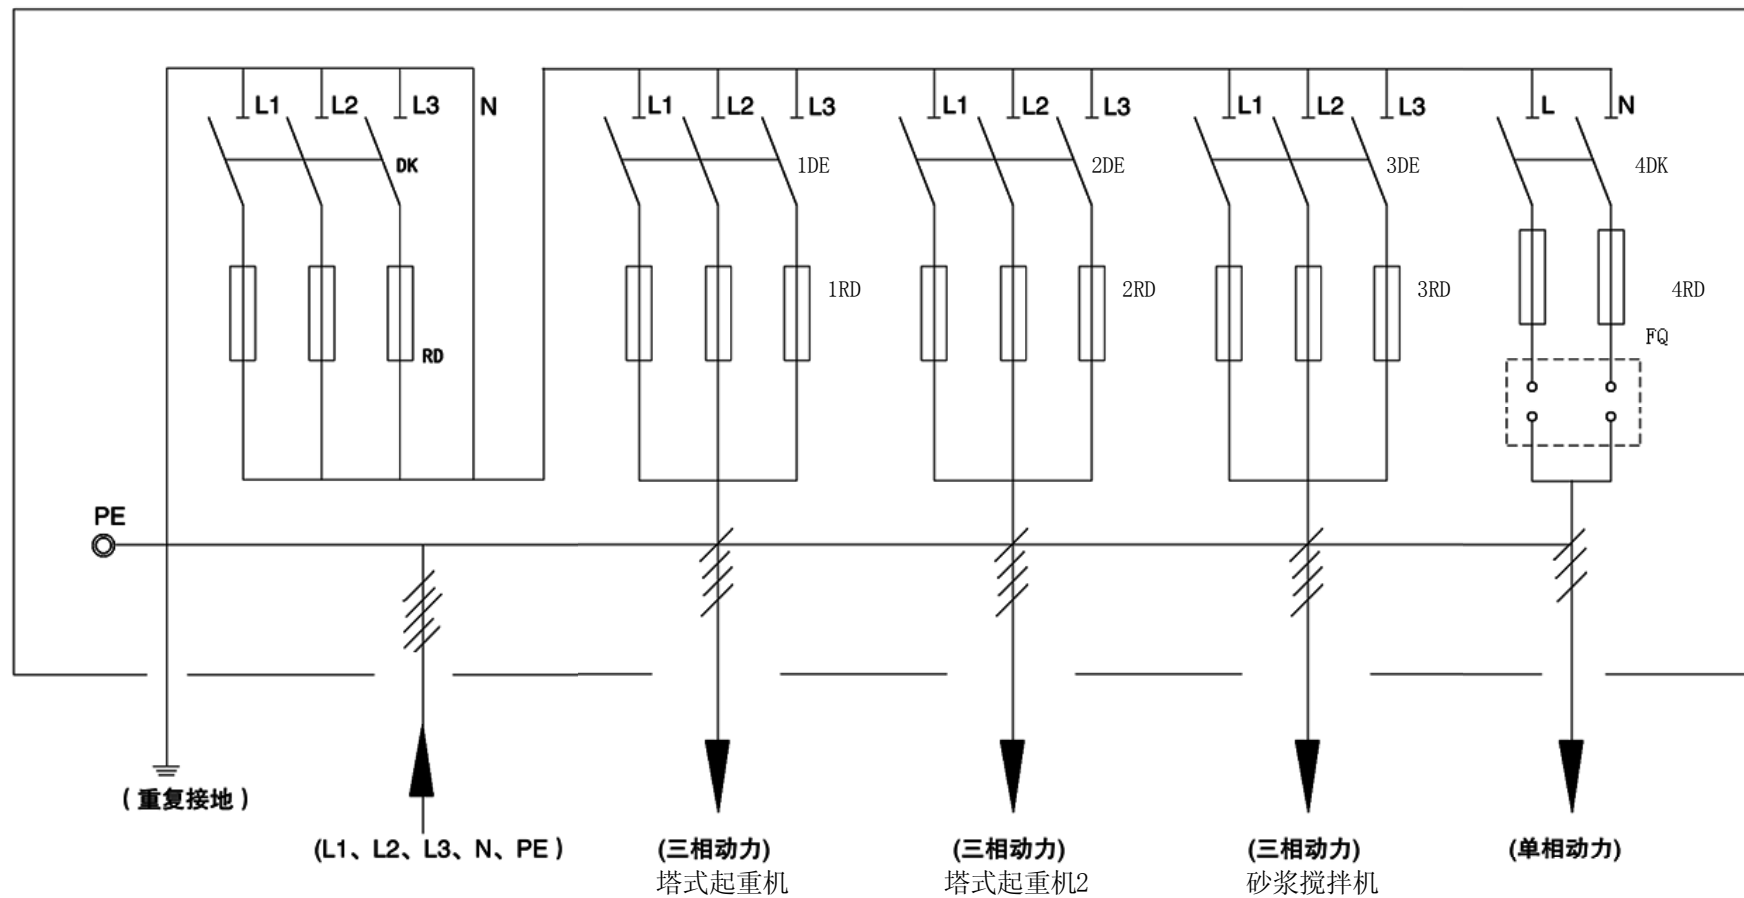 L1 L2 L3 N L1 L2 L3 L1 L2 L3 L1 L2 L3 L N
DK 1DE 2DE 3DE 4DK
1RD 2RD 3RD 4RD
RD FQ
PE
(重复接地)
(L1、L2、L3、N、PE) (三相动力) (三相动力) (三相动力) (单相动力)
塔式起重机 塔式起重机2 砂浆搅拌机